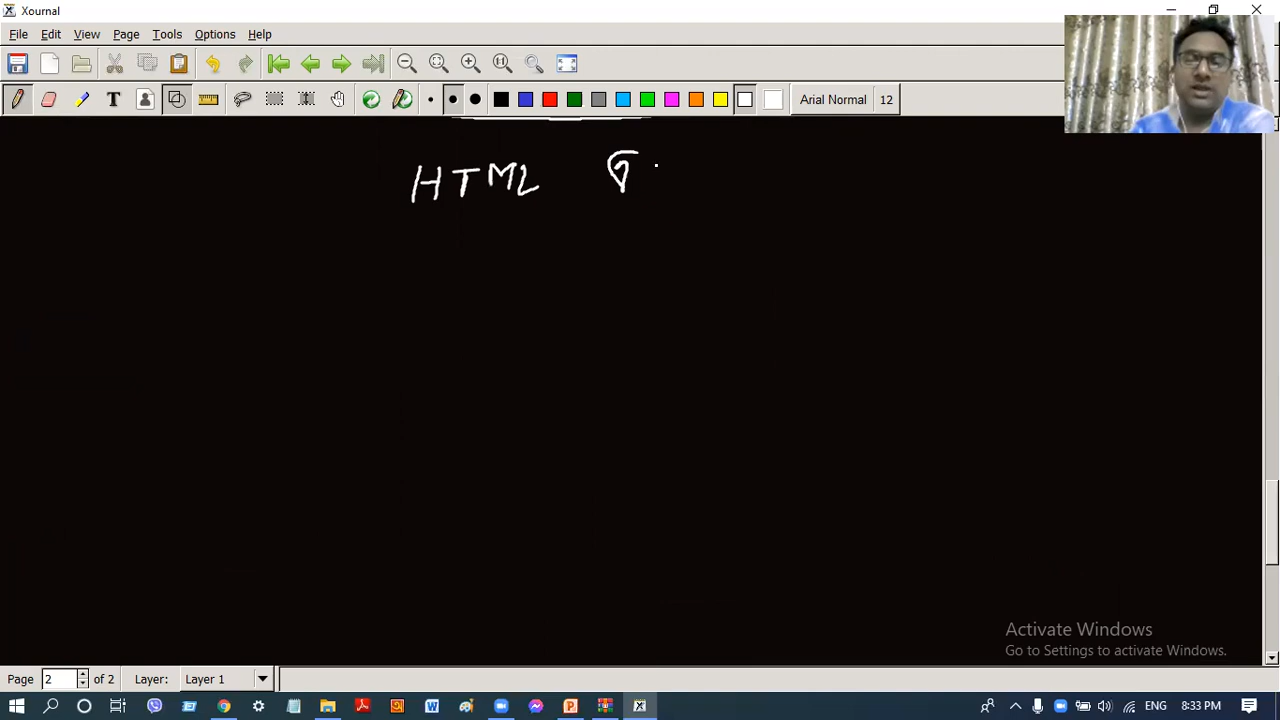 Xournal
File Edit View Page Tools Options Help
Arial Normal 12
HTML
Activate Windows
Go to Settings to activate Windows.
Page 2 of 2 Layer: Layer 1
ENG 8:33 PM